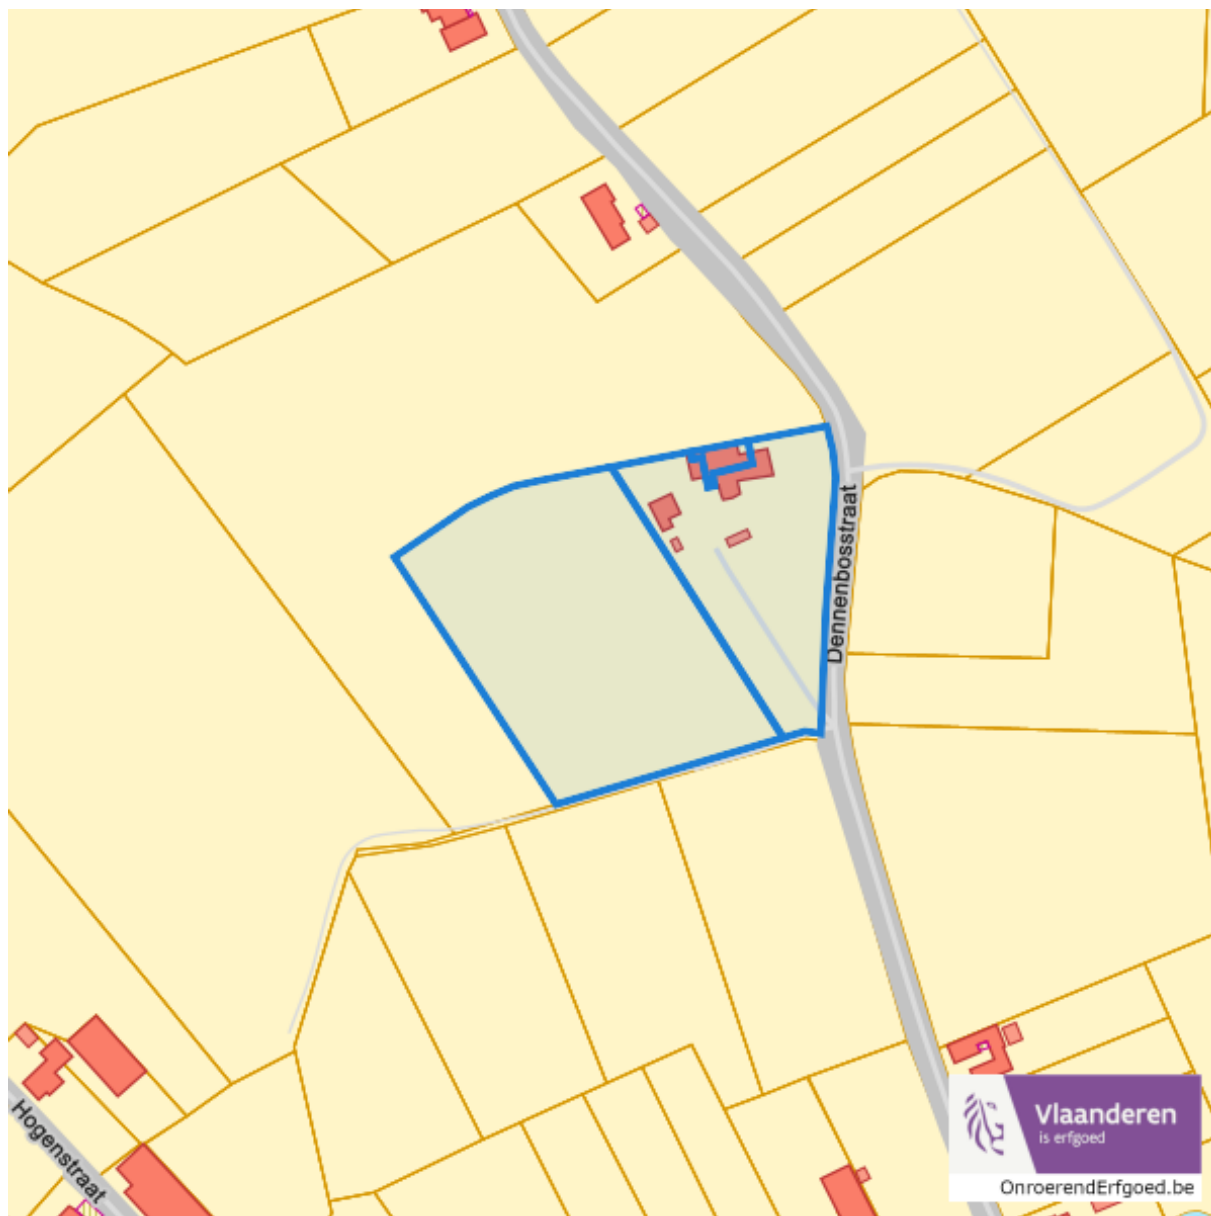 Dennenbosstraat
Hogenstraat
Vlaanderen
is erfgoed
OnroerendErfgoed.be